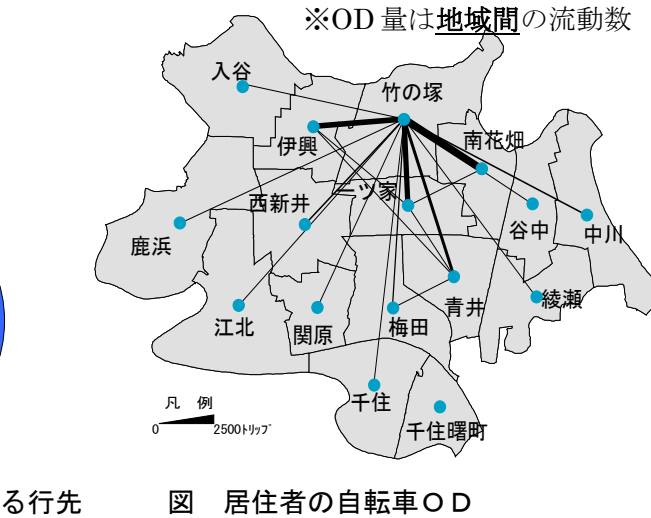 ※OD量は地域間の流動数
入谷
竹の塚
伊興
南花畑
一ツ家
西新井
谷中
中川
鹿浜
江北
関原
梅田
青井
綾瀬
千住
千住曙町
凡 例
0 2500ﾄﾘｯﾌﾟ
る行先
図 居住者の自転車OD